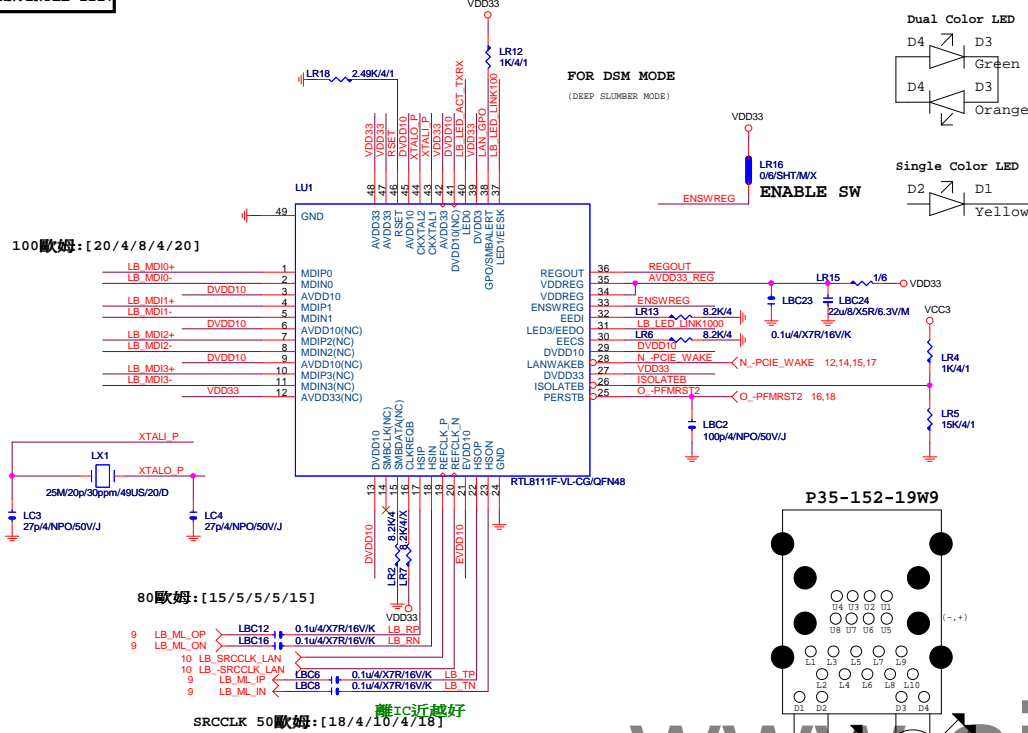 VDD33
LR12
1K/4/1
LR18 2.49K/4/1
FOR DSM MODE
(DEEP SLUMBER MODE)
Dual Color LED
D4 D3
Green
D4 D3
Orange
Single Color LED
D2 D1
Yellow
VDD33
LR16
0/6/SHT/M/X
ENABLE SW
ENSWREG
VDD33
VDD33
RSET
DVDD10
XTALO_P
XTALI_P
VDD33
DVDD10
LB_LED_ACT_TXRX
VDD33
LAN_GPO
LB_LED_LINK100
48 47 46 45 44 43 42 41 40 39 38 37
LU1
AVDD33
AVDD33
RSET
AVDD10
CKXTAL2
CKXTAL1
AVDD33
DVDD10(NC)
LED0
DVDD33
GPO/SMBALERT
LED1/EESK
49 GND
100歐姆:[20/4/8/4/20]
LB_MDI0+ 1 MDIP0
LB_MDI0- 2 MDIN0
DVDD10 3 AVDD10
LB_MDI1+ 4 MDIP1
LB_MDI1- 5 MDIN1
DVDD10 6 AVDD10(NC)
LB_MDI2+ 7 MDIP2(NC)
LB_MDI2- 8 MDIN2(NC)
DVDD10 9 AVDD10(NC)
LB_MDI3+ 10 MDIP3(NC)
LB_MDI3- 11 MDIN3(NC)
VDD33 12 AVDD33(NC)
REGOUT 36 REGOUT
VDDREG 35 AVDD33_REG
VDDREG 34
ENSWREG 33 ENSWREG
EEDI 32 LR13 8.2K/4
LED3/EEDO 31 LB_LED_LINK1000
EECS 30 LR6 8.2K/4
DVDD10 29 DVDD10
LANWAKEB 28 N_-PCIE_WAKE N_-PCIE_WAKE 12,14,15,17
DVDD33 27 VDD33
ISOLATEB 26 ISOLATEB
PERSTB 25 O_-PFMRST2 O_-PFMRST2 16,18
LR15 1/6 VDD33
LBC23
0.1u/4/X7R/16V/K
LBC24
22u/8/X5R/6.3V/M
VCC3
LR4
1K/4/1
LR5
15K/4/1
LBC2
100p/4/NPO/50V/J
DVDD10
SMBCLK(NC)
SMBDATA(NC)
CLKREQB
HSIP
HSIN
REFCLK_P
REFCLK_N
EVDD10
HSOP
HSON
GND
RTL8111F-VL-CG/QFN48
13 14 15 16 17 18 19 20 21 22 23 24
XTALI_P
LX1
XTALO_P
25M/20p/30ppm/49US/20/D
LC3
27p/4/NPO/50V/J
LC4
27p/4/NPO/50V/J
DVDD10
LR2 8.2K/4
LR7 8.2K/4/X
EVDD10
VDD33
80歐姆:[15/5/5/5/15]
9 LB_ML_OP LBC12 0.1u/4/X7R/16V/K LB_RP
9 LB_ML_ON LBC16 0.1u/4/X7R/16V/K LB_RN
10 LB_SRCCLK_LAN
10 LB_-SRCCLK_LAN
9 LB_ML_IP LBC6 0.1u/4/X7R/16V/K LB_TP
9 LB_ML_IN LBC8 0.1u/4/X7R/16V/K LB_TN
離IC近越好
SRCCLK 50歐姆:[18/4/10/4/18]
P35-152-19W9
U4 U3 U2 U1
U8 U7 U6 U5
(-,+)
L1 L3 L5 L7 L9
L2 L4 L6 L8 L10
D1 D2 D3 D4